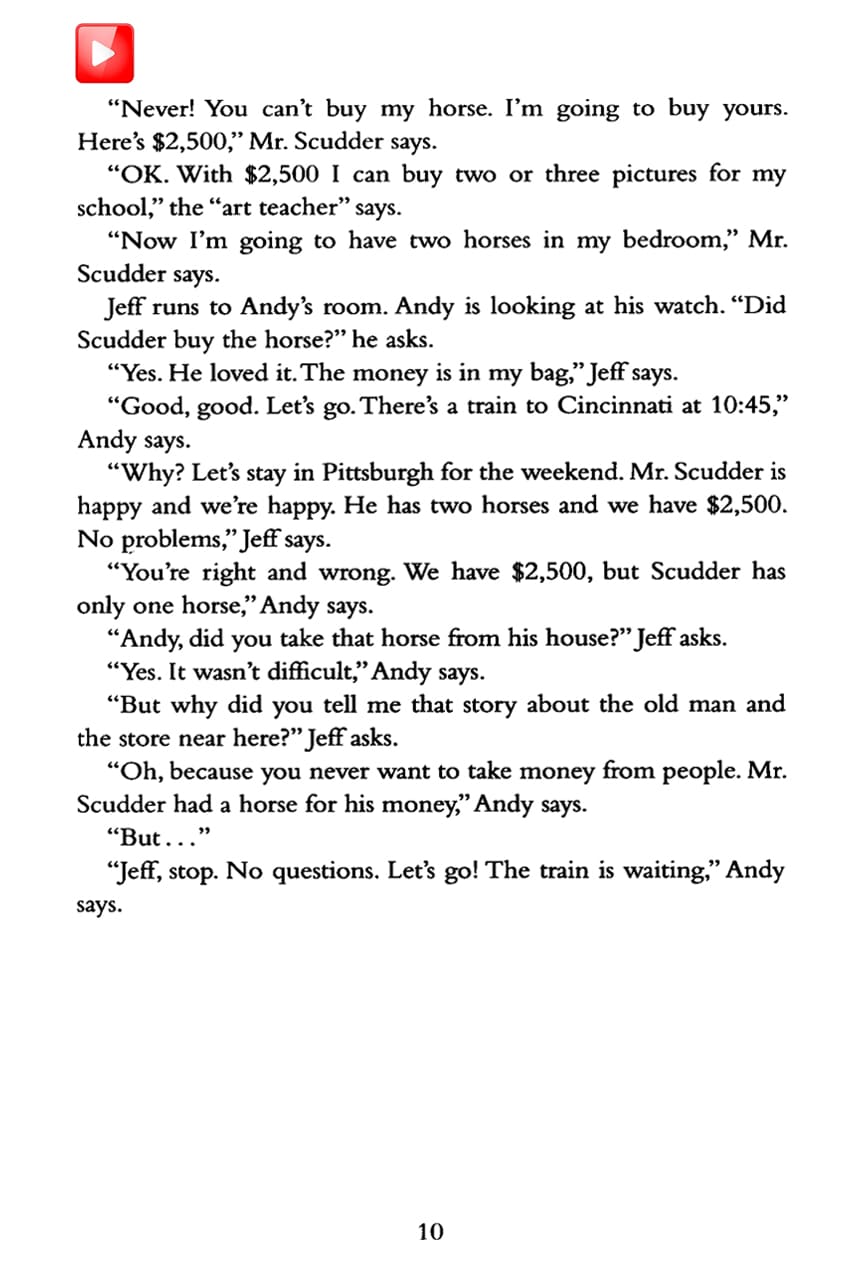 “Never! You can’t buy my horse. I’m going to buy yours.
Here’s $2,500,” Mr. Scudder says.
“OK. With $2,500 I can buy two or three pictures for my
school,” the “art teacher” says.
“Now I’m going to have two horses in my bedroom,” Mr.
Scudder says.
Jeff runs to Andy’s room. Andy is looking at his watch. “Did
Scudder buy the horse?” he asks.
“Yes. He loved it. The money is in my bag,” Jeff says.
“Good, good. Let’s go. There’s a train to Cincinnati at 10:45,”
Andy says.
“Why? Let’s stay in Pittsburgh for the weekend. Mr. Scudder is
happy and we’re happy. He has two horses and we have $2,500.
No problems,” Jeff says.
“You’re right and wrong. We have $2,500, but Scudder has
only one horse,” Andy says.
“Andy, did you take that horse from his house?” Jeff asks.
“Yes. It wasn’t difficult,” Andy says.
“But why did you tell me that story about the old man and
the store near here?” Jeff asks.
“Oh, because you never want to take money from people. Mr.
Scudder had a horse for his money,” Andy says.
“But . . .”
“Jeff, stop. No questions. Let’s go! The train is waiting,” Andy
says.
10